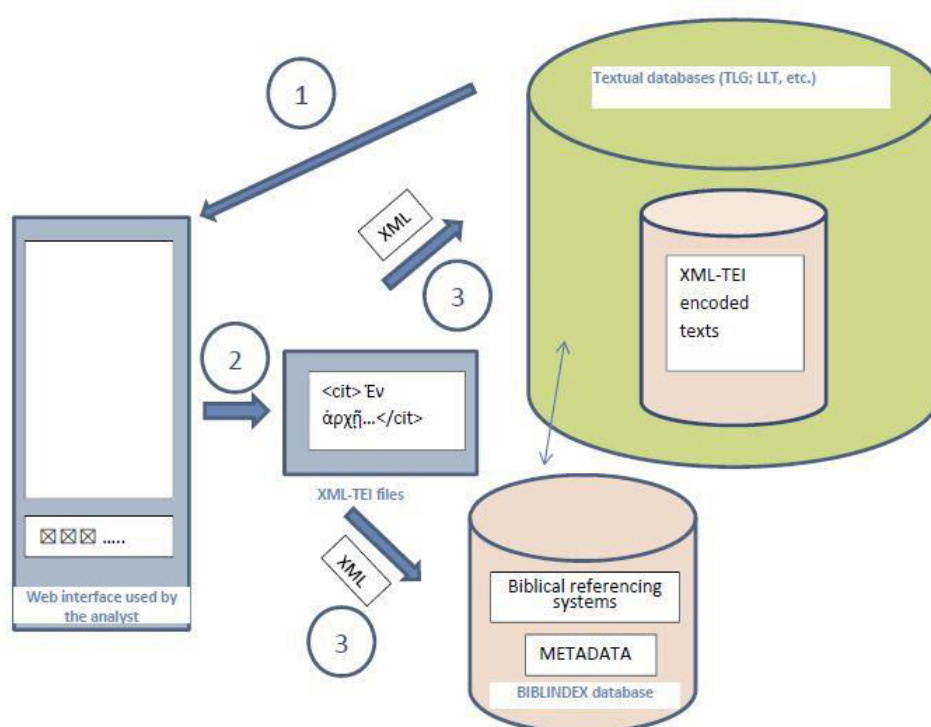 Textual databases (TLG; LLT, etc.)
1
XML
3
XML-TEI
encoded
texts
2
<cit> Ἐν
ἀρχῇ...</cit>
XML-TEI files
☒☒☒ .....
Web interface used by
the analyst
XML
3
Biblical referencing
systems
METADATA
BIBLINDEX database